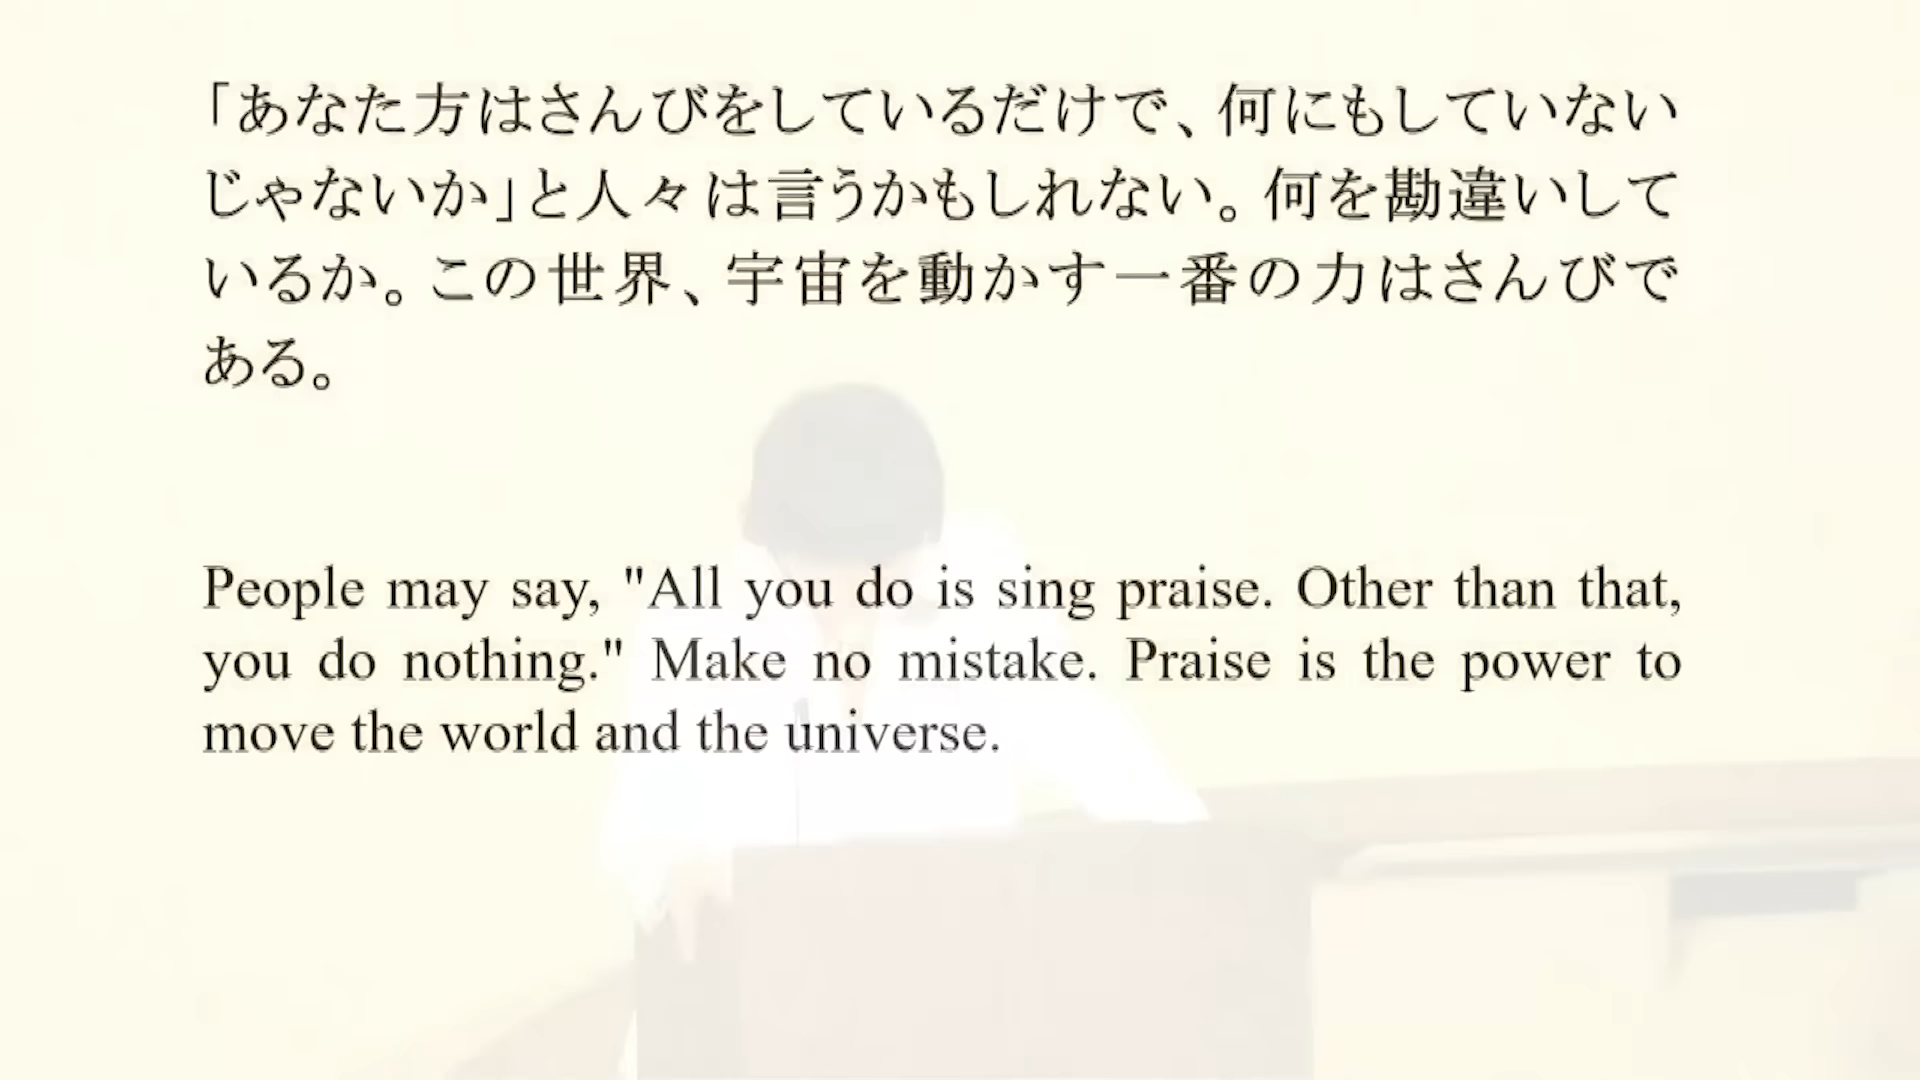 「あなた方はさんびをしているだけで、何にもしていない
じゃないか」と人々は言うかもしれない。何を勘違いして
いるか。この世界、宇宙を動かす一番の力はさんびで
ある。
People may say, "All you do is sing praise. Other than that,
you do nothing." Make no mistake. Praise is the power to
move the world and the universe.